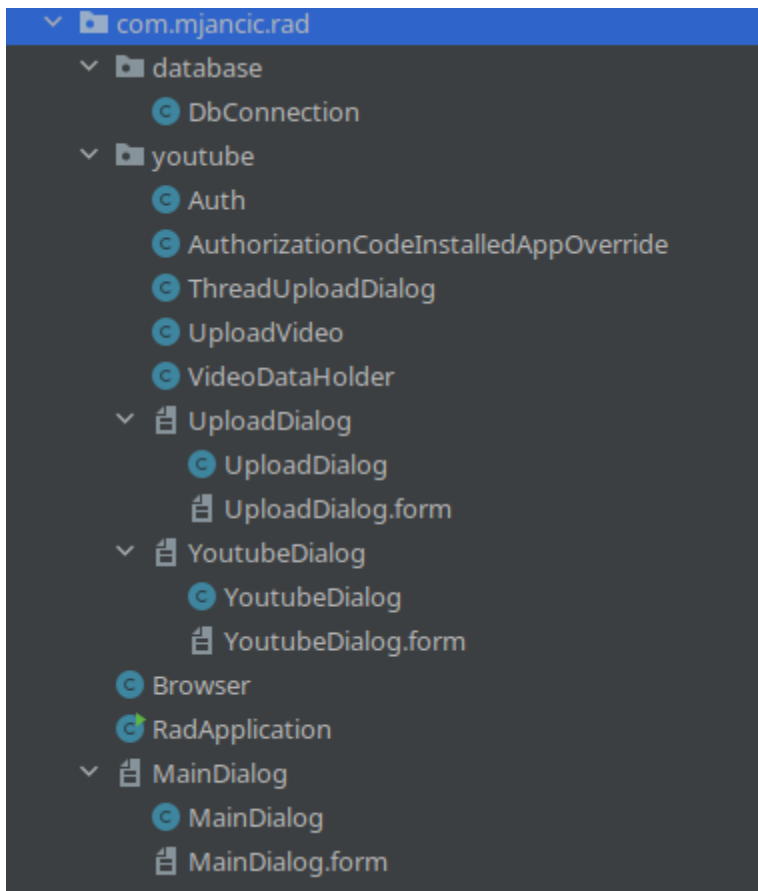 com.mjancic.rad
database
DbConnection
youtube
Auth
AuthorizationCodeInstalledAppOverride
ThreadUploadDialog
UploadVideo
VideoDataHolder
UploadDialog
UploadDialog
UploadDialog.form
YoutubeDialog
YoutubeDialog
YoutubeDialog.form
Browser
RadApplication
MainDialog
MainDialog
MainDialog.form